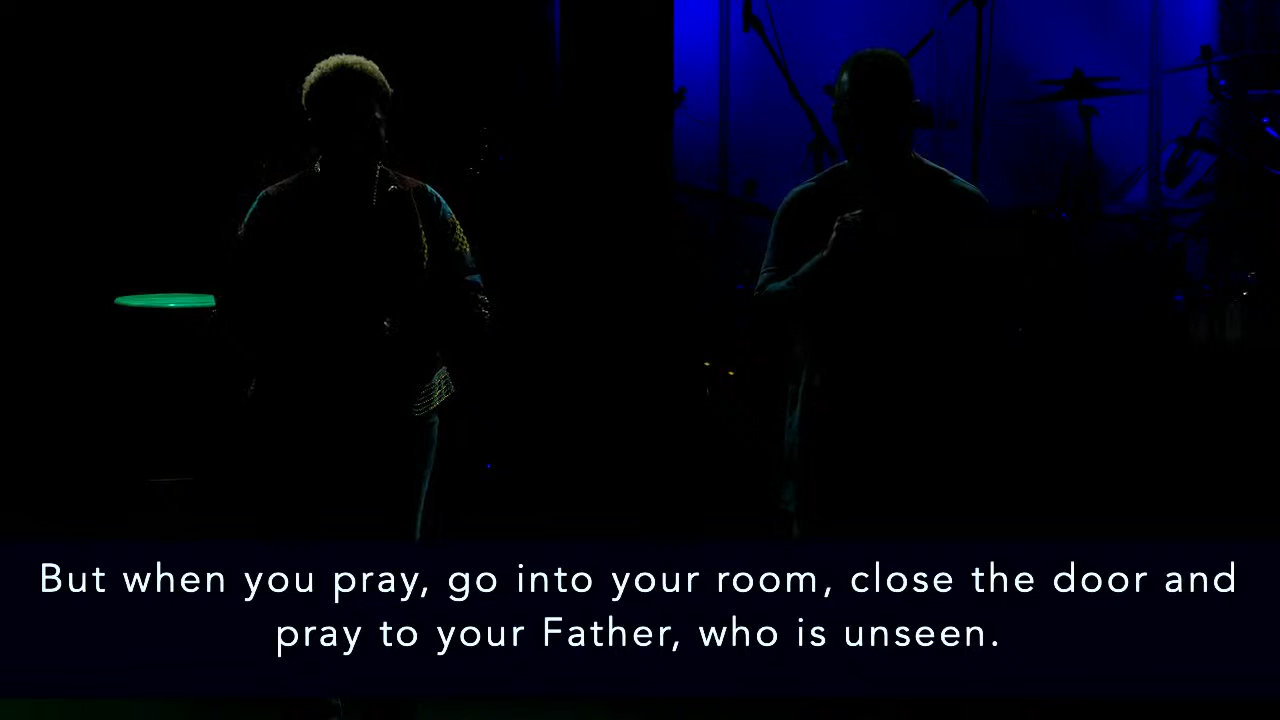 But when you pray, go into your room, close the door and
pray to your Father, who is unseen.